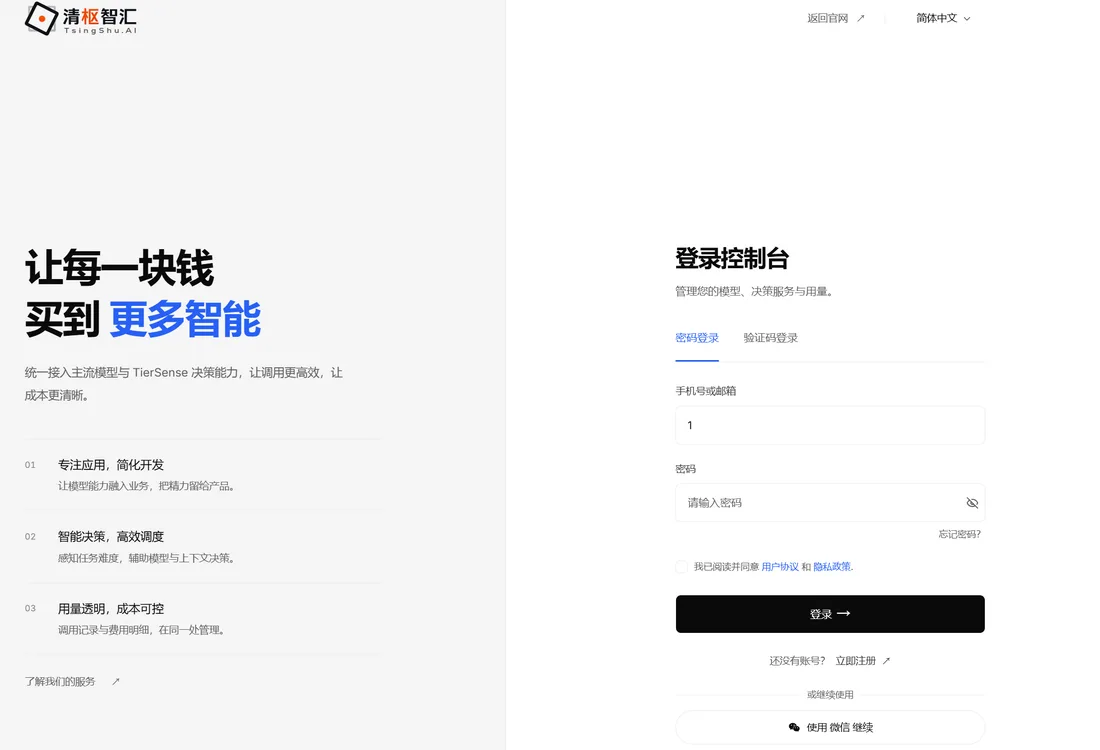 清枢智汇
TsingShu.AI
返回官网
简体中文
让每一块钱
买到 更多智能
统一接入主流模型与 TierSense 决策能力，让调用更高效，让
成本更清晰。
01 专注应用，简化开发
让模型能力融入业务，把精力留给产品。
02 智能决策，高效调度
感知任务难度，辅助模型与上下文决策。
03 用量透明，成本可控
调用记录与费用明细，在同一处管理。
了解我们的服务 ↗
登录控制台
管理您的模型、决策服务与用量。
密码登录 验证码登录
手机号或邮箱
1
密码
请输入密码
忘记密码?
我已阅读并同意 用户协议 和 隐私政策.
登录 →
还没有账号？ 立即注册 ↗
或继续使用
使用 微信 继续